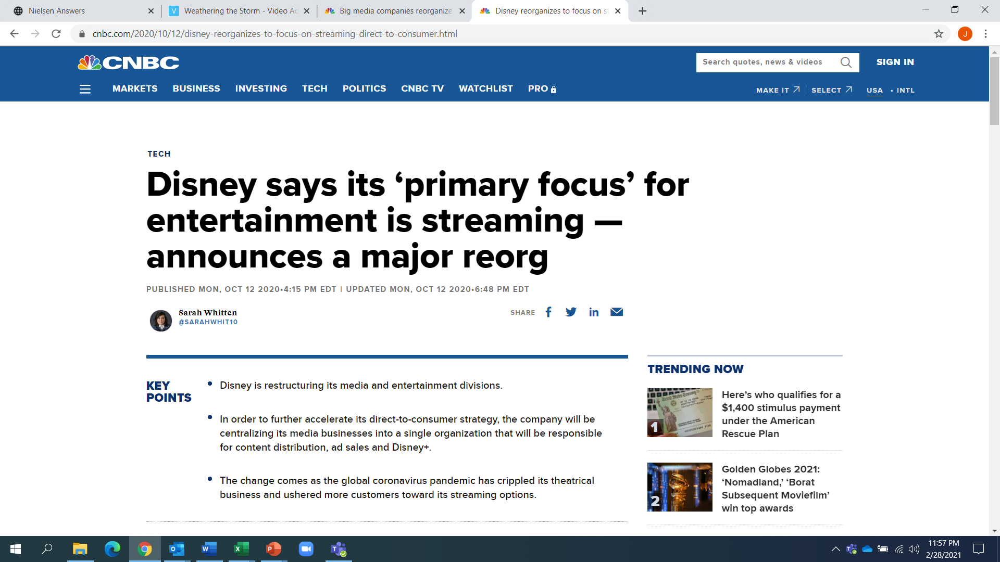 Nielsen Answers
Weathering the Storm - Video Ac
Big media companies reorganize
Disney reorganizes to focus on st
cnbc.com/2020/10/12/disney-reorganizes-to-focus-on-streaming-direct-to-consumer.html
J
CNBC
Search quotes, news & videos
SIGN IN
MARKETS BUSINESS INVESTING TECH POLITICS CNBC TV WATCHLIST PRO
MAKE IT SELECT USA • INTL
TECH
Disney says its ‘primary focus’ for
entertainment is streaming —
announces a major reorg
PUBLISHED MON, OCT 12 2020•4:15 PM EDT | UPDATED MON, OCT 12 2020•6:48 PM EDT
Sarah Whitten
@SARAHWHIT10
SHARE
KEY
POINTS
Disney is restructuring its media and entertainment divisions.
In order to further accelerate its direct-to-consumer strategy, the company will be
centralizing its media businesses into a single organization that will be responsible
for content distribution, ad sales and Disney+.
The change comes as the global coronavirus pandemic has crippled its theatrical
business and ushered more customers toward its streaming options.
TRENDING NOW
United States Treasury
1
Here’s who qualifies for a
$1,400 stimulus payment
under the American
Rescue Plan
2
Golden Globes 2021:
‘Nomadland,’ ‘Borat
Subsequent Moviefilm’
win top awards
11:57 PM
2/28/2021